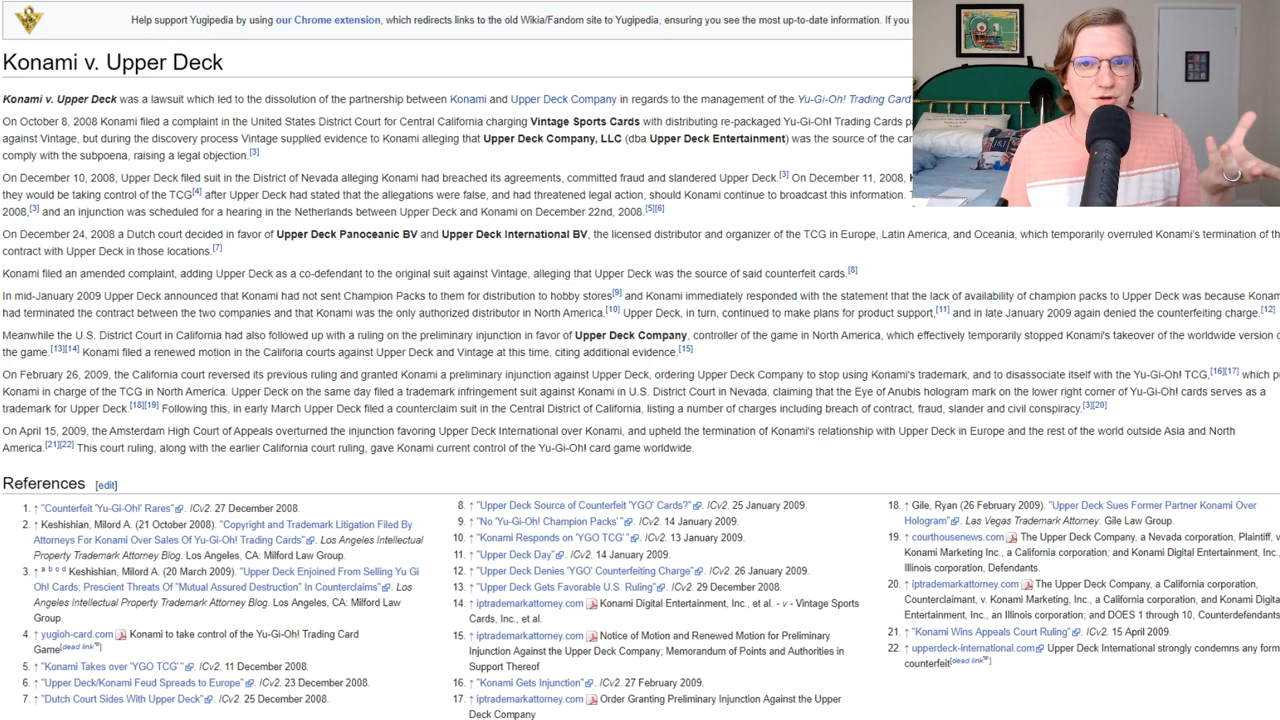 Help support Yugipedia by using our Chrome extension, which redirects links to the old Wiki/Fandom site to Yugipedia, ensuring you see the most up-to-date information. If you
Konami v. Upper Deck
Konami v. Upper Deck was a lawsuit which led to the dissolution of the partnership between Konami and Upper Deck Company in regards to the management of the Yu-Gi-Oh! Trading Card
On October 8, 2008 Konami filed a complaint in the United States District Court for Central California charging Vintage Sports Cards with distributing re-packaged Yu-Gi-Oh! Trading Cards
against Vintage, but during the discovery process Vintage supplied evidence to Konami alleging that Upper Deck Company, LLC (dba Upper Deck Entertainment) was the source of the
comply with the subpoena, raising a legal objection.[3]
On December 10, 2008, Upper Deck filed suit in the District of Nevada alleging Konami had breached its agreements, committed fraud and slandered Upper Deck.[3] On December 11, 2008,
they would be taking control of the TCG[4] after Upper Deck had stated that the allegations were false, and had threatened legal action, should Konami continue to broadcast this information.
2008,[3] and an injunction was scheduled for a hearing in the Netherlands between Upper Deck and Konami on December 22nd, 2008.[5][6]
On December 24, 2008 a Dutch court decided in favor of Upper Deck Panoceanic BV and Upper Deck International BV, the licensed distributor and organizer of the TCG in Europe, Latin America, and Oceania, which temporarily overruled Konami's termination of the
contract with Upper Deck in those locations.[7]
Konami filed an amended complaint, adding Upper Deck as a co-defendant to the original suit against Vintage, alleging that Upper Deck was the source of said counterfeit cards.[8]
In mid-January 2009 Upper Deck announced that Konami had not sent Champion Packs to them for distribution to hobby stores[9] and Konami immediately responded with the statement that the lack of availability of champion packs to Upper Deck was because Konam
had terminated the contract between the two companies and that Konami was the only authorized distributor in North America.[10] Upper Deck, in turn, continued to make plans for product support,[11] and in late January 2009 again denied the counterfeiting charge.[12]
Meanwhile the U.S. District Court in California had also followed up with a ruling on the preliminary injunction in favor of Upper Deck Company, controller of the game in North America, which effectively temporarily stopped Konami's takeover of the worldwide version
the game.[13][14] Konami filed a renewed motion in the Califoria courts against Upper Deck and Vintage at this time, citing additional evidence.[15]
On February 26, 2009, the California court reversed its previous ruling and granted Konami a preliminary injunction against Upper Deck, ordering Upper Deck Company to stop using Konami's trademark, and to disassociate itself with the Yu-Gi-Oh! TCG,[16][17] which
Konami in charge of the TCG in North America. Upper Deck on the same day filed a trademark infringement suit against Konami in U.S. District Court in Nevada, claiming that the Eye of Anubis hologram mark on the lower right corner of Yu-Gi-Oh! cards serves as a
trademark for Upper Deck.[18][19] Following this, in early March Upper Deck filed a counterclaim suit in the Central District of California, listing a number of charges including breach of contract, fraud, slander and civil conspiracy.[3][20]
On April 15, 2009, the Amsterdam High Court of Appeals overturned the injunction favoring Upper Deck International over Konami, and upheld the termination of Konami's relationship with Upper Deck in Europe and the rest of the world outside Asia and North
America.[21][22] This court ruling, along with the earlier California court ruling, gave Konami current control of the Yu-Gi-Oh! card game worldwide.
References [edit]
1. ↑ "Counterfeit 'Yu-Gi-Oh!' Rares". ICv2. 27 December 2008.
2. ↑ Keshishian, Milord A. (21 October 2008). "Copyright and Trademark Litigation Filed By
Attorneys For Konami Over Sales Of Yu-Gi-Oh! Trading Cards". Los Angeles Intellectual
Property Trademark Attorney Blog. Los Angeles, CA: Milford Law Group.
3. ↑ a b c d Keshishian, Milord A. (20 March 2009). "Upper Deck Enjoined From Selling Yu Gi
Oh! Cards; Prescient Threats Of "Mutual Assured Destruction" In Counterclaims". Los
Angeles Intellectual Property Trademark Attorney Blog. Los Angeles, CA: Milford Law
Group.
4. ↑ yugioh-card.com Konami to take control of the Yu-Gi-Oh! Trading Card
Game[dead link]
5. ↑ "Konami Takes over 'YGO TCG'". ICv2. 11 December 2008.
6. ↑ "Upper Deck/Konami Feud Spreads to Europe". ICv2. 23 December 2008.
7. ↑ "Dutch Court Sides With Upper Deck". ICv2. 25 December 2008.
8. ↑ "Upper Deck Source of Counterfeit 'YGO' Cards?". ICv2. 25 January 2009.
9. ↑ "No 'Yu-Gi-Oh! Champion Packs'". ICv2. 14 January 2009.
10. ↑ "Konami Responds on 'YGO TCG'". ICv2. 13 January 2009.
11. ↑ "Upper Deck Day". ICv2. 14 January 2009.
12. ↑ "Upper Deck Denies 'YGO' Counterfeiting Charge". ICv2. 26 January 2009.
13. ↑ "Upper Deck Gets Favorable U.S. Ruling". ICv2. 29 December 2008.
14. ↑ iptrademarkattorney.com Konami Digital Entertainment, Inc., et al. - v - Vintage Sports
Cards, Inc., et al.
15. ↑ iptrademarkattorney.com Notice of Motion and Renewed Motion for Preliminary
Injunction Against the Upper Deck Company; Memorandum of Points and Authorities in
Support Thereof
16. ↑ "Konami Gets Injunction". ICv2. 27 February 2009.
17. ↑ iptrademarkattorney.com Order Granting Preliminary Injunction Against the Upper
Deck Company
18. ↑ Gile, Ryan (26 February 2009). "Upper Deck Sues Former Partner Konami Over
Hologram". Las Vegas Trademark Attorney. Gile Law Group.
19. ↑ courthousenews.com The Upper Deck Company, a Nevada corporation, Plaintiff, v.
Konami Marketing Inc., a California corporation; and Konami Digital Entertainment, Inc.
Illinois corporation, Defendants.
20. ↑ iptrademarkattorney.com The Upper Deck Company, a California corporation,
Counterclaimant, v. Konami Marketing, Inc., a California corporation, and Konami Digita
Entertainment, Inc., an Illinois corporation; and DOES 1 through 10, Counterdefendants
21. ↑ "Konami Wins Appeals Court Ruling". ICv2. 15 April 2009.
22. ↑ upperdeck-international.com Upper Deck International strongly condemns any form
counterfeit[dead link]